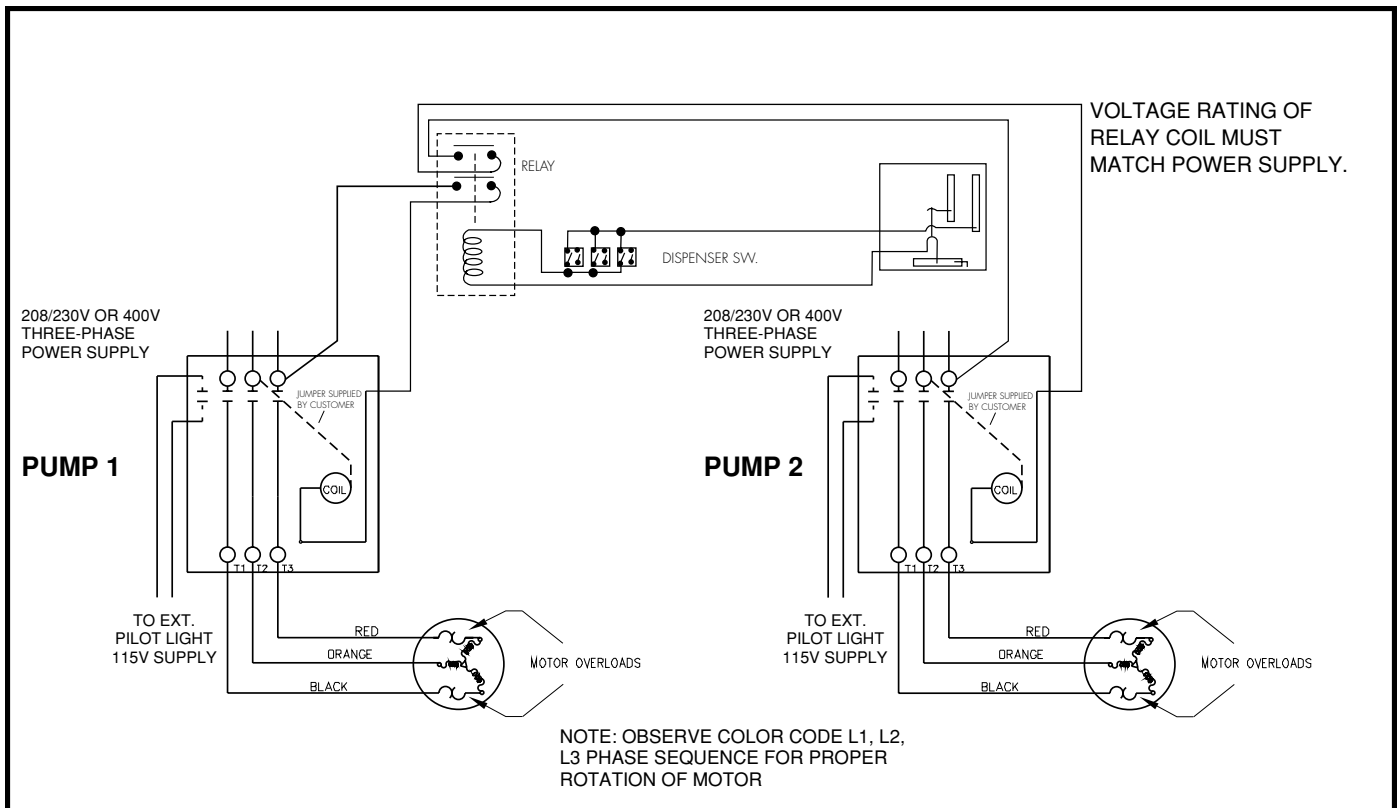 VOLTAGE RATING OF
RELAY COIL MUST
MATCH POWER SUPPLY.
RELAY
DISPENSER SW.
208/230V OR 400V
THREE-PHASE
POWER SUPPLY
JUMPER SUPPLIED
BY CUSTOMER
PUMP 1
COIL
T1 T2 T3
TO EXT.
PILOT LIGHT
115V SUPPLY
RED
ORANGE
BLACK
MOTOR OVERLOADS
208/230V OR 400V
THREE-PHASE
POWER SUPPLY
JUMPER SUPPLIED
BY CUSTOMER
PUMP 2
COIL
T1 T2 T3
TO EXT.
PILOT LIGHT
115V SUPPLY
RED
ORANGE
BLACK
MOTOR OVERLOADS
NOTE: OBSERVE COLOR CODE L1, L2,
L3 PHASE SEQUENCE FOR PROPER
ROTATION OF MOTOR